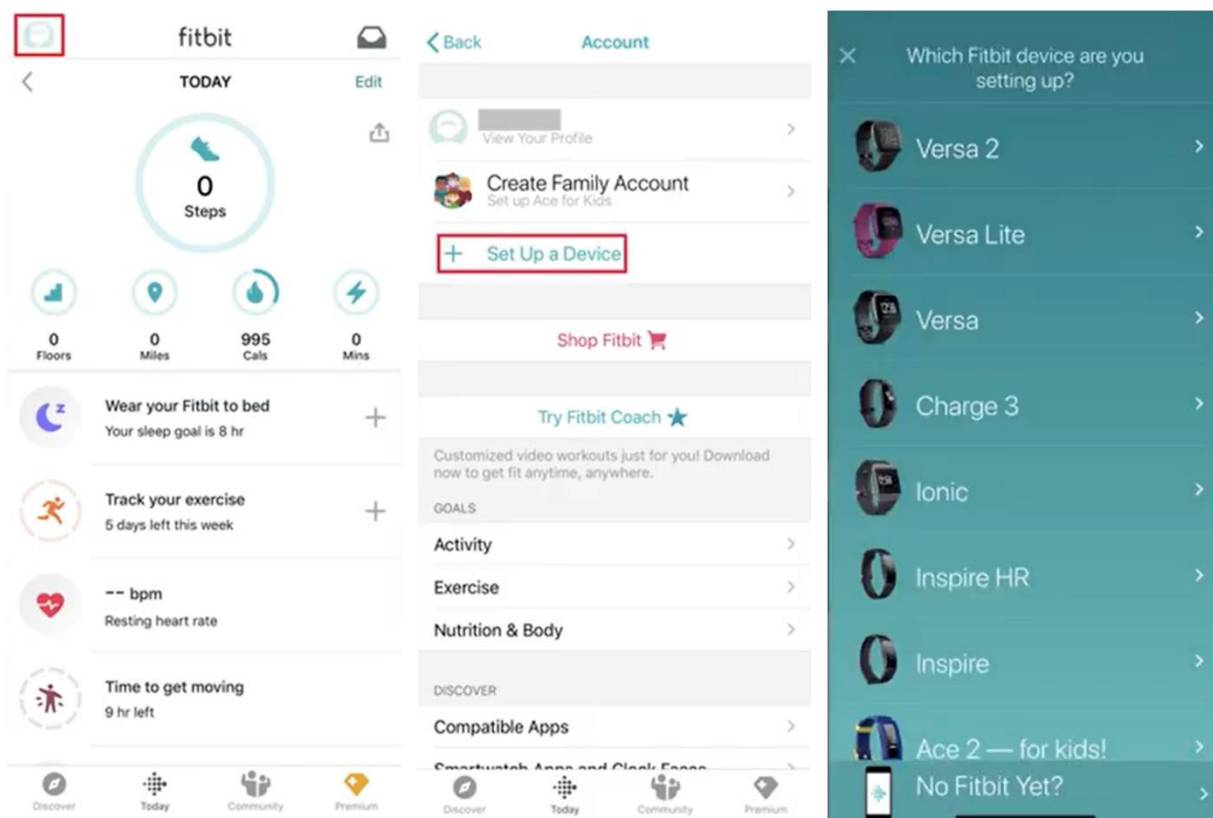 fitbit
TODAY
Edit
0
Steps
0
Floors
0
Miles
995
Cals
0
Mins
Wear your Fitbit to bed
Your sleep goal is 8 hr
Track your exercise
5 days left this week
-- bpm
Resting heart rate
Time to get moving
9 hr left
Discover
Today
Community
Premium
Back
Account
View Your Profile
Create Family Account
Set up Ace for Kids
+ Set Up a Device
Shop Fitbit
Try Fitbit Coach
Customized video workouts just for you! Download
now to get fit anytime, anywhere.
GOALS
Activity
Exercise
Nutrition & Body
DISCOVER
Compatible Apps
Smartwatch Apps and Clock Faces
Discover
Today
Community
Premium
Which Fitbit device are you
setting up?
Versa 2
Versa Lite
Versa
Charge 3
Ionic
Inspire HR
Inspire
Ace 2 — for kids!
No Fitbit Yet?